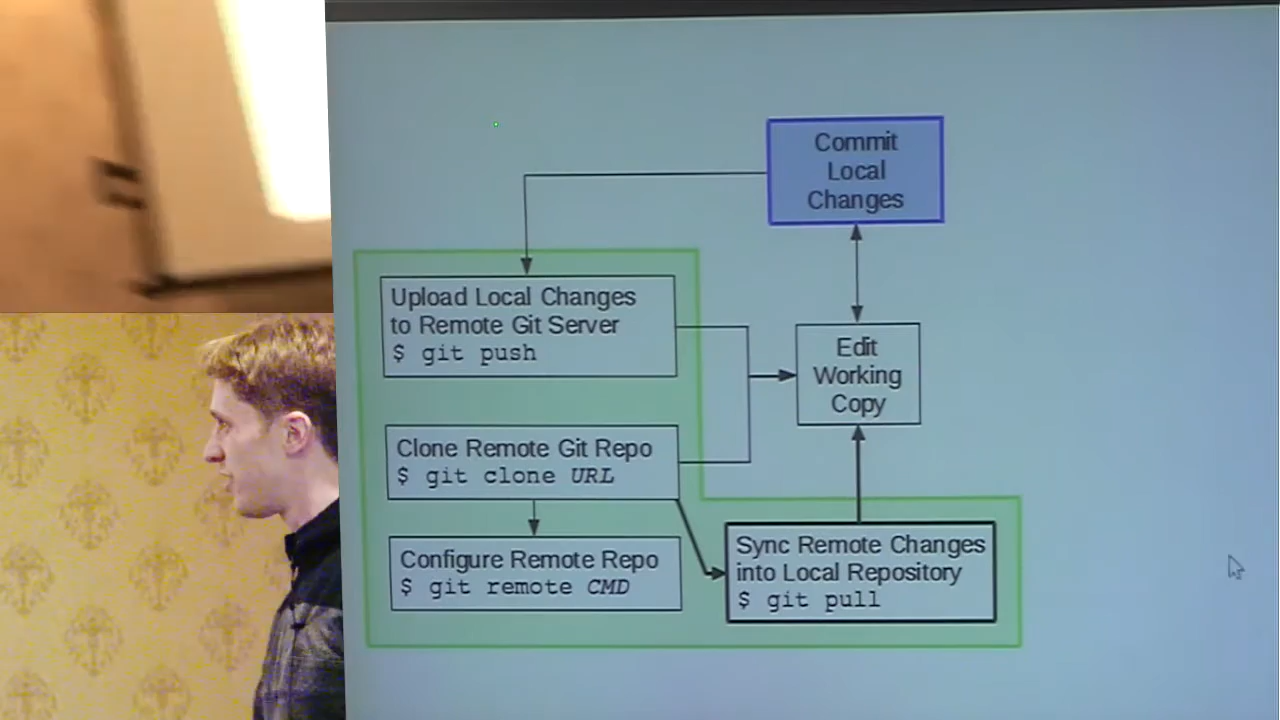 Commit
Local
Changes
Upload Local Changes
to Remote Git Server
$ git push
Edit
Working
Copy
Clone Remote Git Repo
$ git clone URL
Configure Remote Repo
$ git remote CMD
Sync Remote Changes
into Local Repository
$ git pull